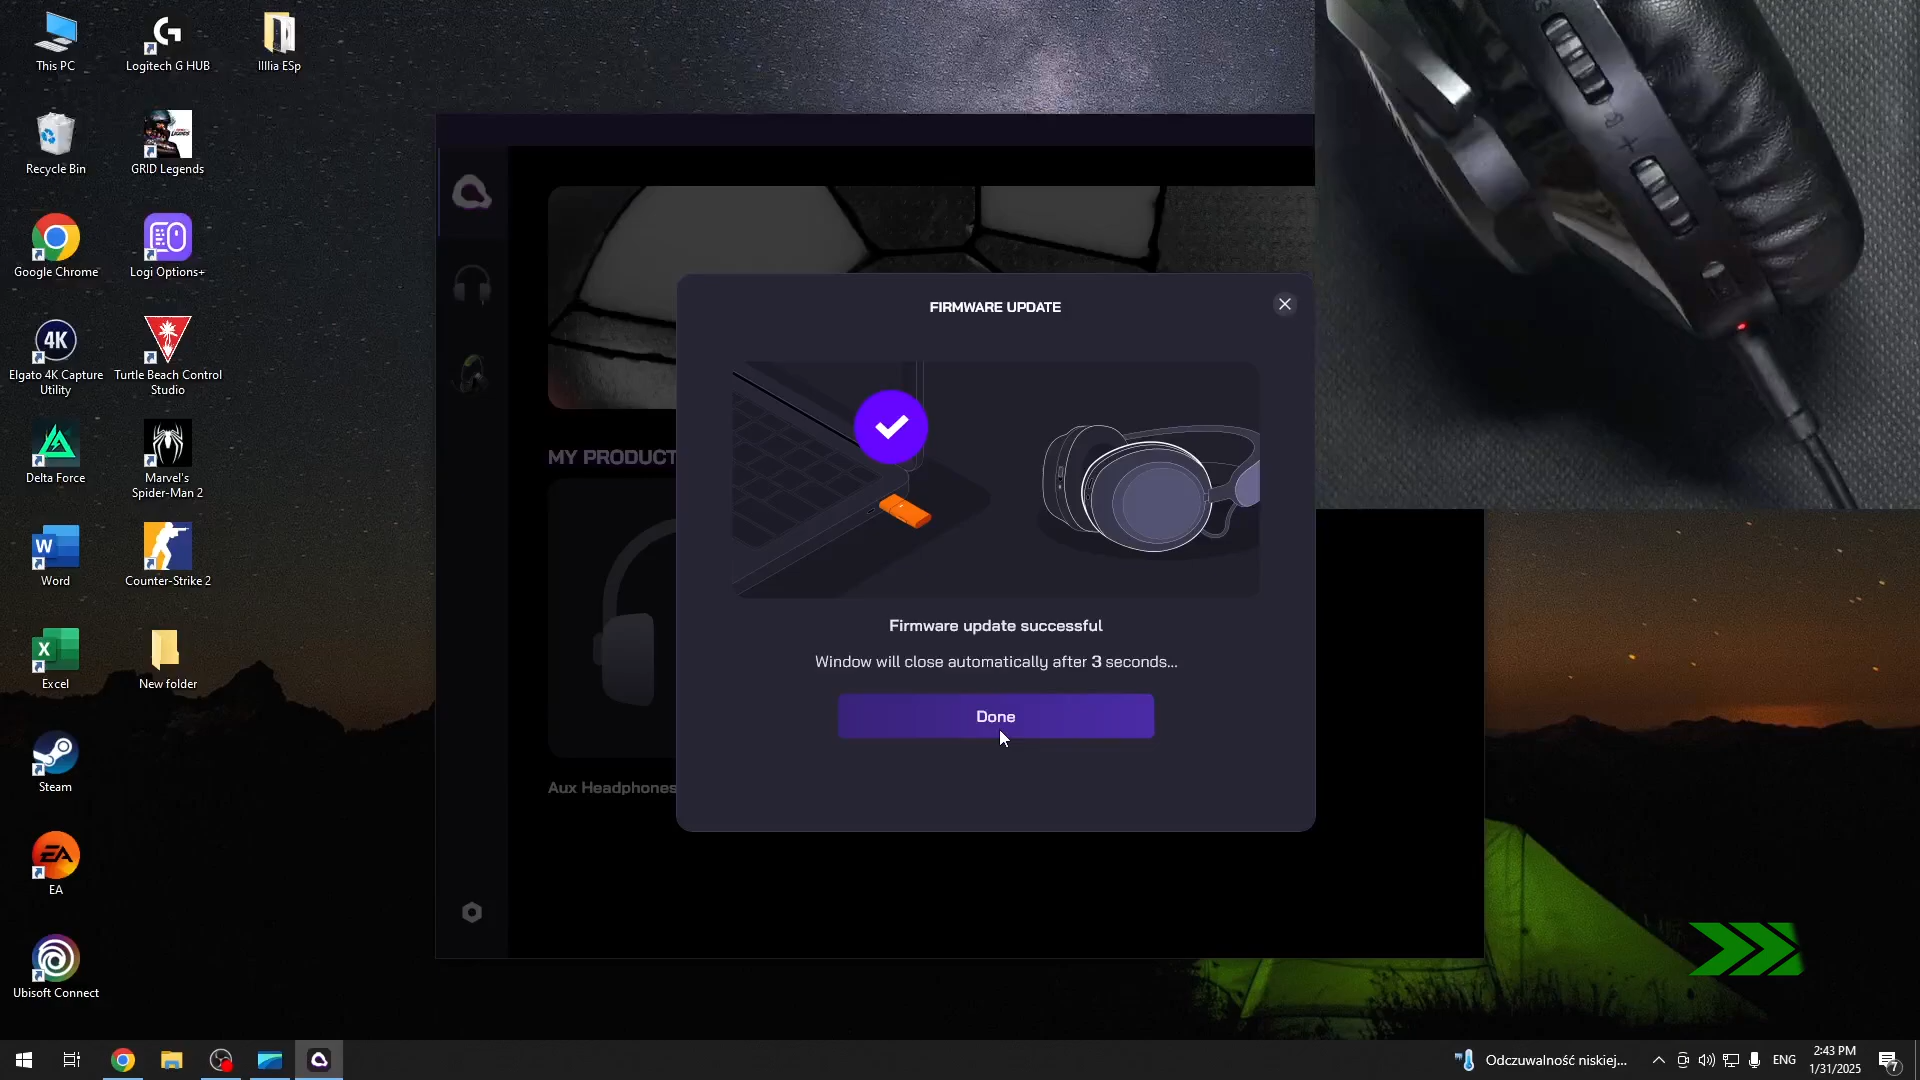 This PC
Logitech G HUB
Illlia ESp
Recycle Bin
GRID Legends
Google Chrome
Logi Options+
4K
Elgato 4K Capture
Utility
Turtle Beach Control
Studio
Delta Force
Marvel's
Spider-Man 2
W
Word
Counter-Strike 2
X
Excel
New folder
Steam
EA
EA
Ubisoft Connect
MY PRODUCT
Aux Headphones
FIRMWARE UPDATE
Firmware update successful
Window will close automatically after 3 seconds...
Done
Odczuwalność niskiej...
ENG
2:43 PM
1/31/2025
7